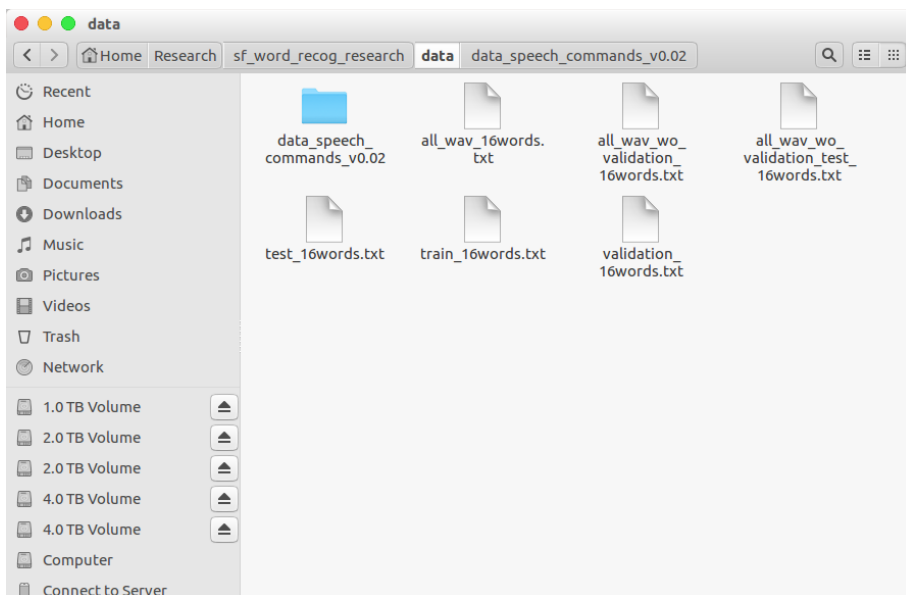 data
Home Research sf_word_recog_research data data_speech_commands_v0.02
Recent
Home
Desktop
Documents
Downloads
Music
Pictures
Videos
Trash
Network
1.0 TB Volume
2.0 TB Volume
2.0 TB Volume
4.0 TB Volume
4.0 TB Volume
Computer
Connect to Server
data_speech_
commands_v0.02
all_wav_16words.
txt
all_wav_wo_
validation_
16words.txt
all_wav_wo_
validation_test_
16words.txt
test_16words.txt
train_16words.txt
validation_
16words.txt